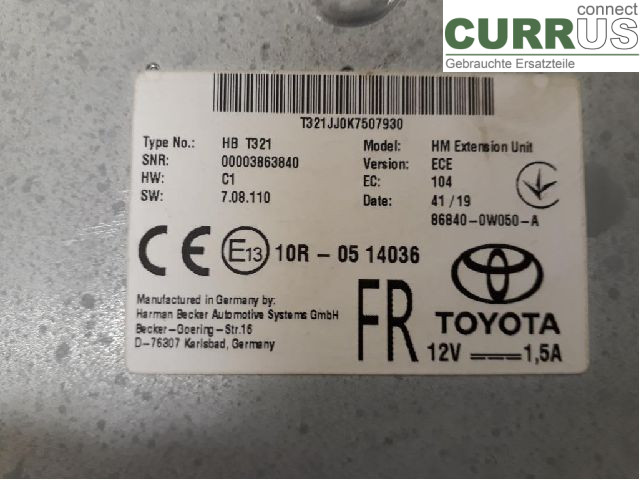 connect
CURRUS
Gebrauchte Ersatzteile
T321JJ0K7507930
Type No.: HB T321
SNR: 00003863840
HW: C1
SW: 7.08.110
Model: HM Extension Unit
Version: ECE
EC: 104
Date: 41/19
86840-0W050-A
CE E13 10R - 05 14036
Manufactured in Germany by:
Harman Becker Automotive Systems GmbH
Becker-Goering-Str.16
D-76307 Karlsbad, Germany
FR
TOYOTA
12V 1,5A